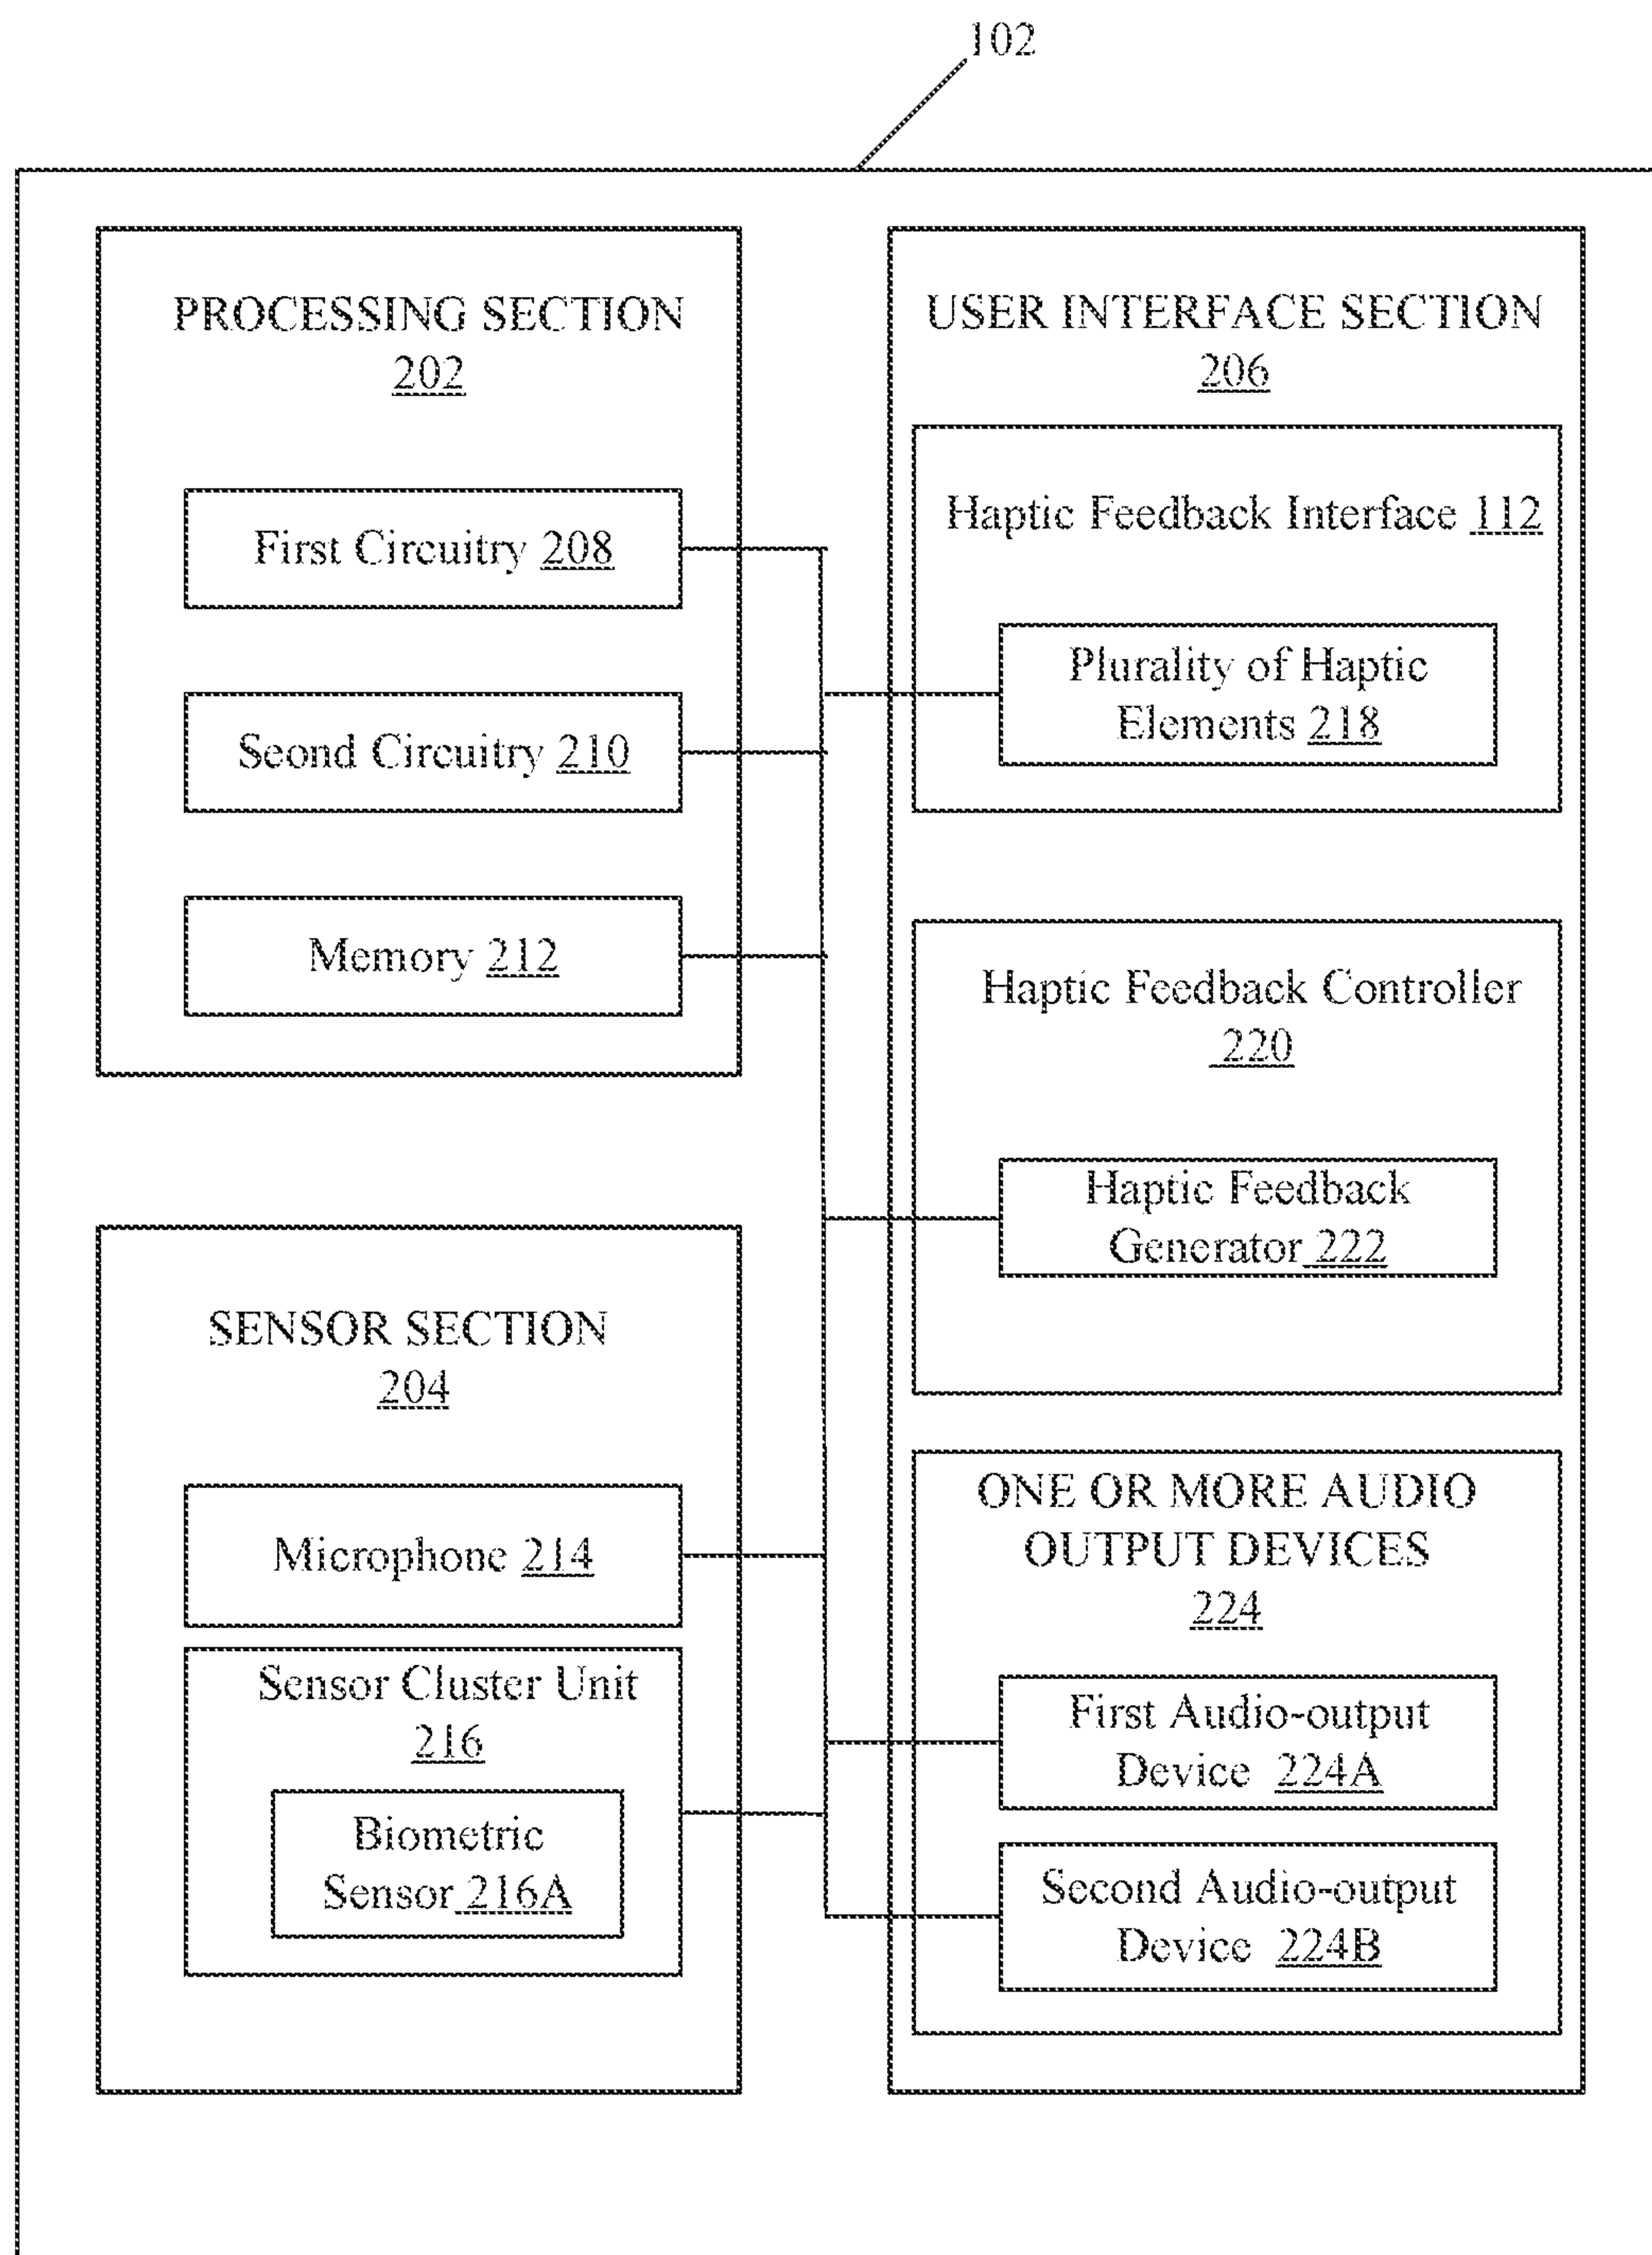 102
PROCESSING SECTION
202
First Circuitry 208
Seond Circuitry 210
Memory 212
SENSOR SECTION
204
Microphone 214
Sensor Cluster Unit
216
Biometric
Sensor 216A
USER INTERFACE SECTION
206
Haptic Feedback Interface 112
Plurality of Haptic
Elements 218
Haptic Feedback Controller
220
Haptic Feedback
Generator 222
ONE OR MORE AUDIO
OUTPUT DEVICES
224
First Audio-output
Device 224A
Second Audio-output
Device 224B